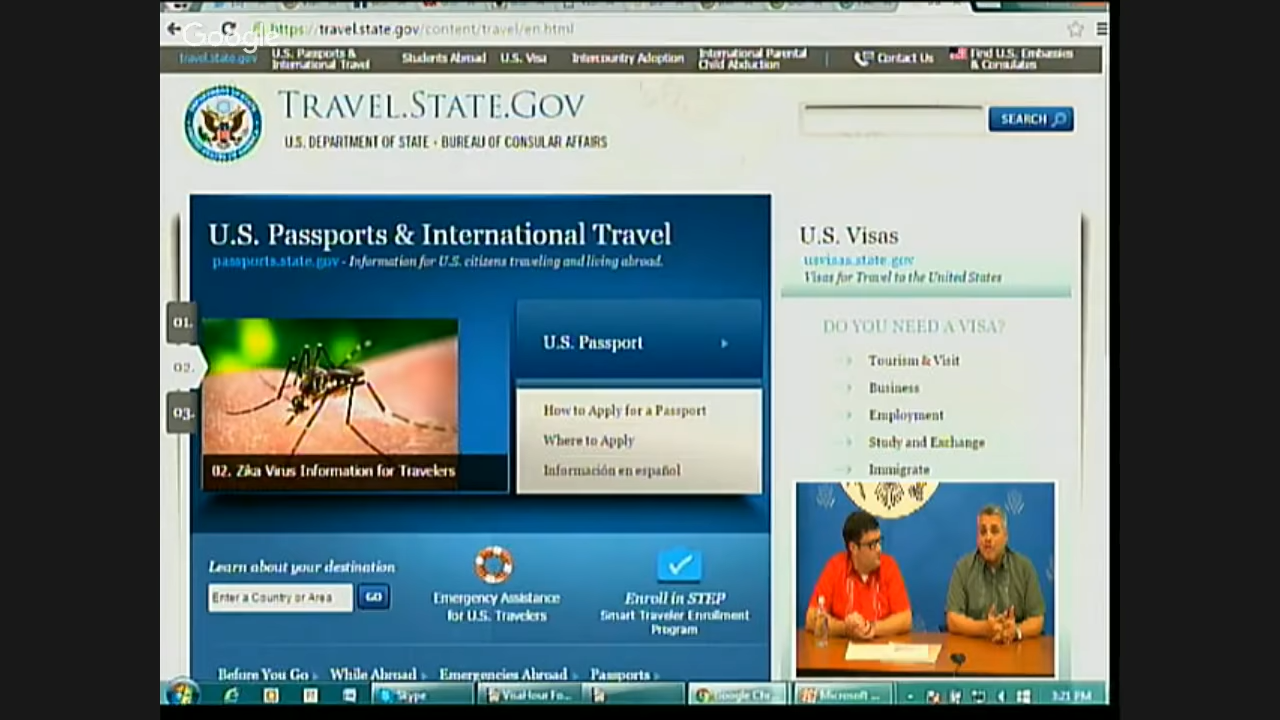 Google
https://travel.state.gov/content/travel/en.html
travel.state.gov
U.S. Passports &
International Travel
Students Abroad
U.S. Visa
Intercountry Adoption
International Parental
Child Abduction
Contact Us
Find U.S. Embassies
& Consulates
TRAVEL.STATE.GOV
U.S. DEPARTMENT OF STATE • BUREAU OF CONSULAR AFFAIRS
SEARCH
U.S. Passports & International Travel
passports.state.gov - Information for U.S. citizens traveling and living abroad.
01.
02.
03.
02. Zika Virus Information for Travelers
U.S. Passport
How to Apply for a Passport
Where to Apply
Información en español
Learn about your destination
Enter a Country or Area
GO
Emergency Assistance
for U.S. Travelers
Enroll in STEP
Smart Traveler Enrollment
Program
Before You Go
While Abroad
Emergencies Abroad
Passports
U.S. Visas
usvisas.state.gov
Visas for Travel to the United States
DO YOU NEED A VISA?
Tourism & Visit
Business
Employment
Study and Exchange
Immigrate
Skype
VisaHour Fo...
Google Chr...
Microsoft ...
3:21 PM